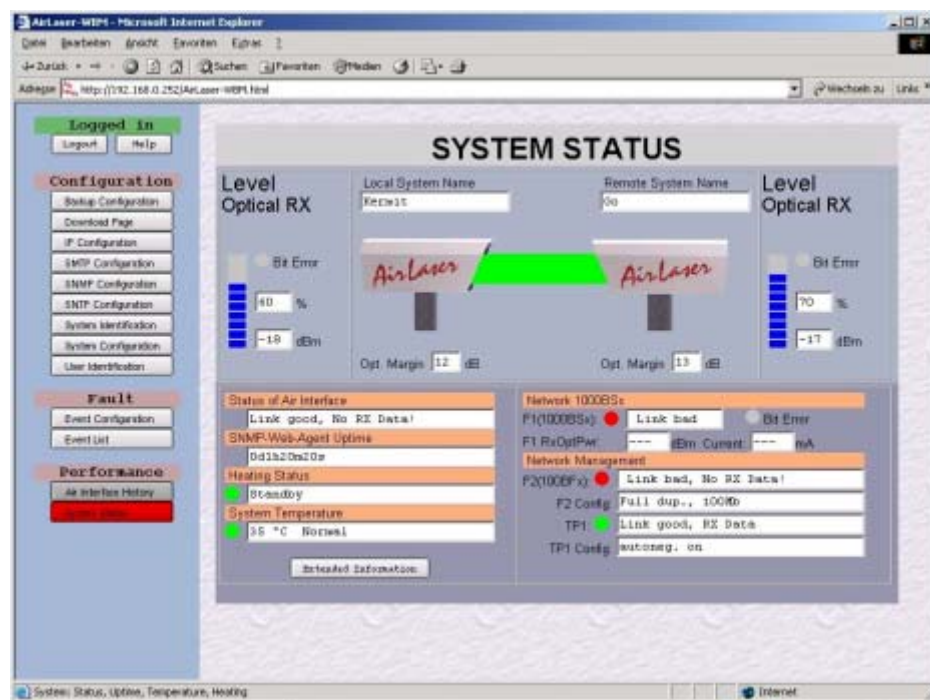 AirLaser-WBM - Microsoft Internet Explorer
Datei Bearbeiten Ansicht Favoriten Extras ?
Zurück Suchen Favoriten Medien
Adresse http://192.168.0.252/AirLaser-WBM.html Wechseln zu Links
Logged in
Logout Help
Configuration
Backup Configuration
Download Page
IP Configuration
SMTP Configuration
SNMP Configuration
SNTP Configuration
System Identification
System Configuration
User Identification
Fault
Event Configuration
Event List
Performance
Air Interface History
System Status
SYSTEM STATUS
Level Optical RX
Bit Error
60 %
-18 dBm
Local System Name
Kermit
Remote System Name
Go
AirLaser AirLaser
Opt. Margin 12 dB
Opt. Margin 13 dB
Level Optical RX
Bit Error
70 %
-17 dBm
Status of Air Interface
Link good, No RX Data!
SNMP-Web-Agent Uptime
0d1h20m20s
Heating Status
Standby
System Temperature
35 °C Normal
Extended Information
Network 1000BSx
F1(1000BSx): Link bad Bit Error
F1 RxOptPwr: --- dBm Current: --- mA
Network Management
F2(100BFx): Link bad, No RX Data!
F2 Config: Full dup., 100Mb
TP1: Link good, RX Data
TP1 Config: autoneg. on
System: Status, Uptime, Temperature, Heating Internet